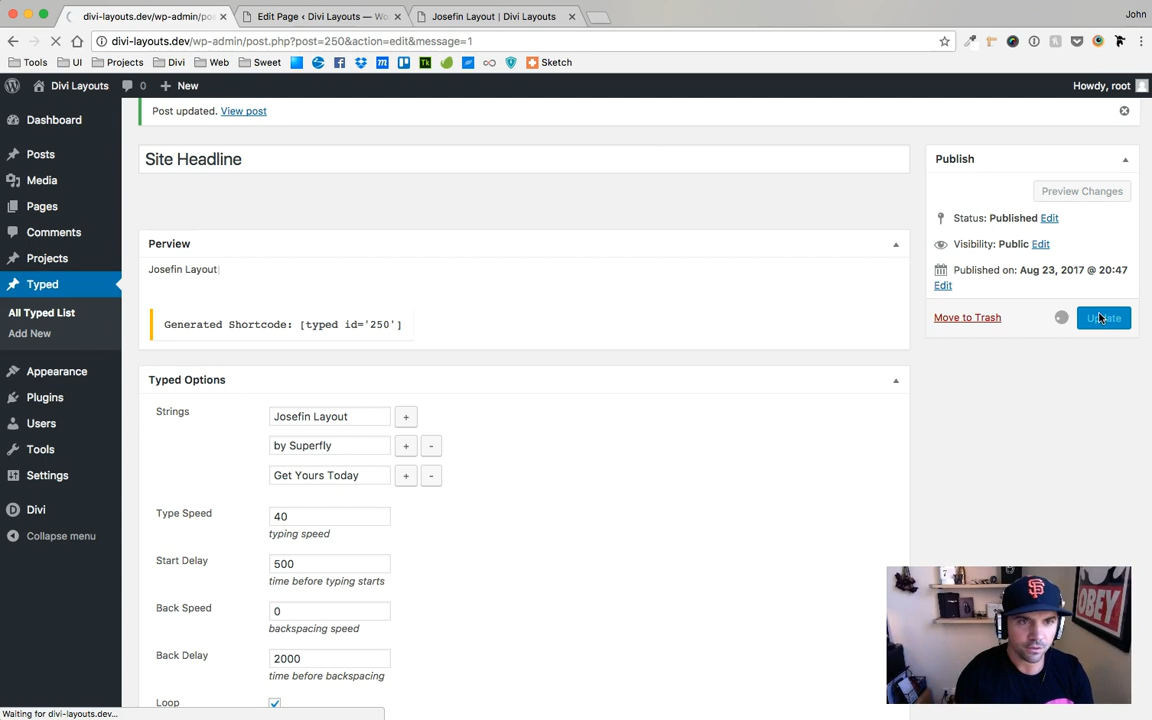 divi-layouts.dev/wp-admin/pos
Edit Page ‹ Divi Layouts — Wo
Josefin Layout | Divi Layouts
John
divi-layouts.dev/wp-admin/post.php?post=250&action=edit&message=1
Tools
UI
Projects
Divi
Web
Sweet
Sketch
Divi Layouts
0
New
Howdy, root
Dashboard
Posts
Media
Pages
Comments
Projects
Typed
All Typed List
Add New
Appearance
Plugins
Users
Tools
Settings
Divi
Collapse menu
Post updated. View post
Site Headline
Perview
Josefin Layout
Generated Shortcode: [typed id='250']
Typed Options
Strings
Josefin Layout
+
by Superfly
+ -
Get Yours Today
+ -
Type Speed
40
typing speed
Start Delay
500
time before typing starts
Back Speed
0
backspacing speed
Back Delay
2000
time before backspacing
Loop
Publish
Preview Changes
Status: Published Edit
Visibility: Public Edit
Published on: Aug 23, 2017 @ 20:47
Edit
Move to Trash
Update
OBEY
Waiting for divi-layouts.dev...